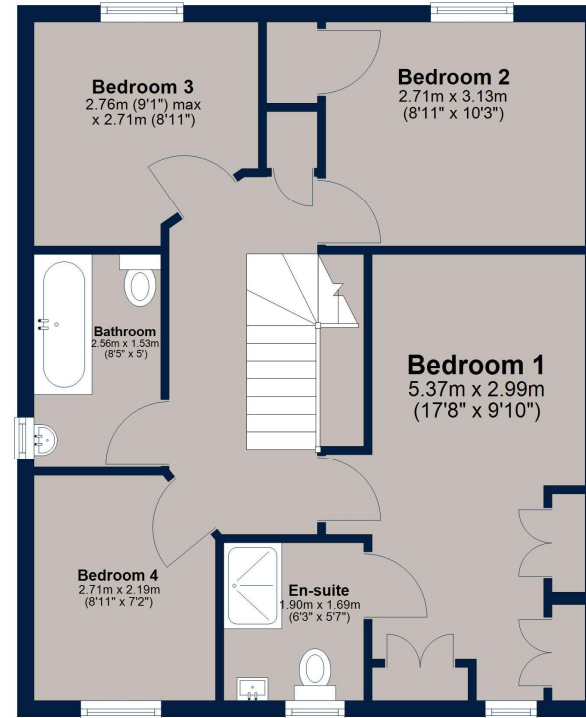 Bedroom 3
2.76m (9'1") max
x 2.71m (8'11")
Bedroom 2
2.71m x 3.13m
(8'11" x 10'3")
Bathroom
2.56m x 1.53m
(8'5" x 5')
Bedroom 1
5.37m x 2.99m
(17'8" x 9'10")
Bedroom 4
2.71m x 2.19m
(8'11" x 7'2")
En-suite
1.90m x 1.69m
(6'3" x 5'7")